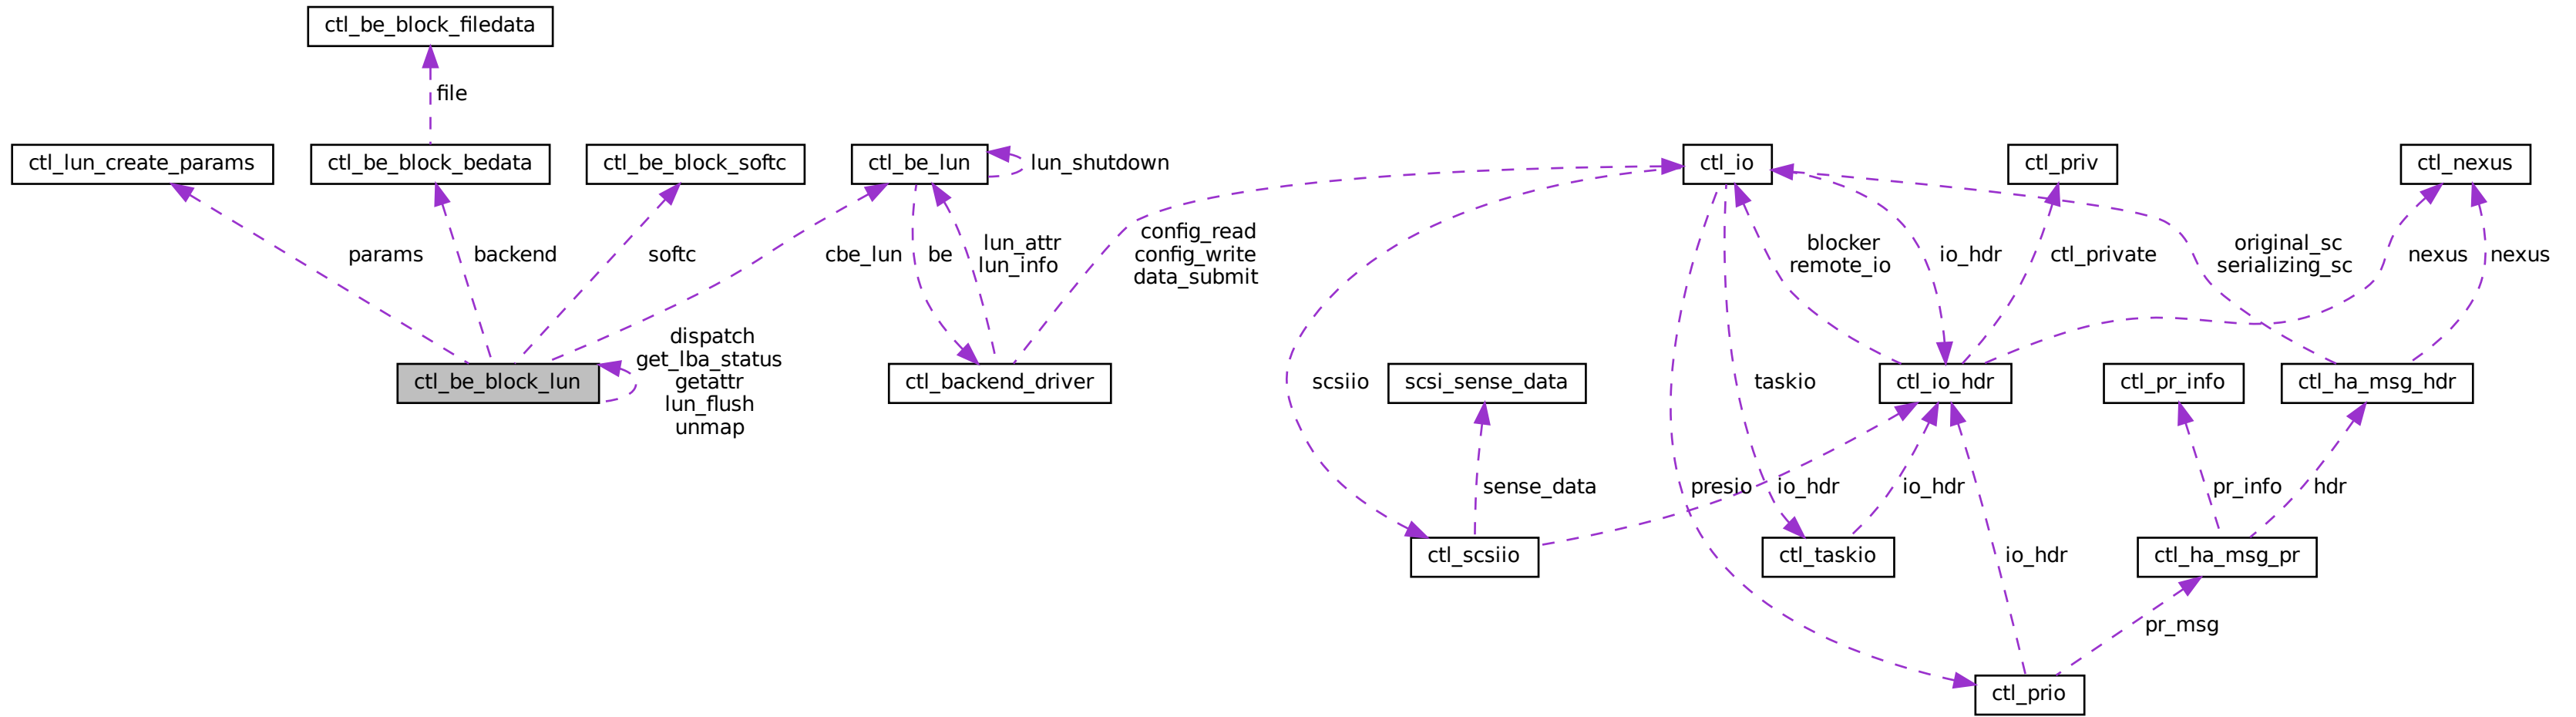 ctl_be_block_filedata
file
ctl_lun_create_params
ctl_be_block_bedata
ctl_be_block_softc
ctl_be_lun
lun_shutdown
ctl_io
ctl_priv
ctl_nexus
params
backend
softc
cbe_lun
be
lun_attr
lun_info
config_read
config_write
data_submit
blocker
remote_io
io_hdr
ctl_private
original_sc
serializing_sc
nexus
nexus
dispatch
get_lba_status
getattr
lun_flush
unmap
ctl_be_block_lun
ctl_backend_driver
scsiio
scsi_sense_data
taskio
ctl_io_hdr
ctl_pr_info
ctl_ha_msg_hdr
sense_data
presio
io_hdr
io_hdr
pr_info
hdr
ctl_scsiio
ctl_taskio
io_hdr
ctl_ha_msg_pr
pr_msg
ctl_prio